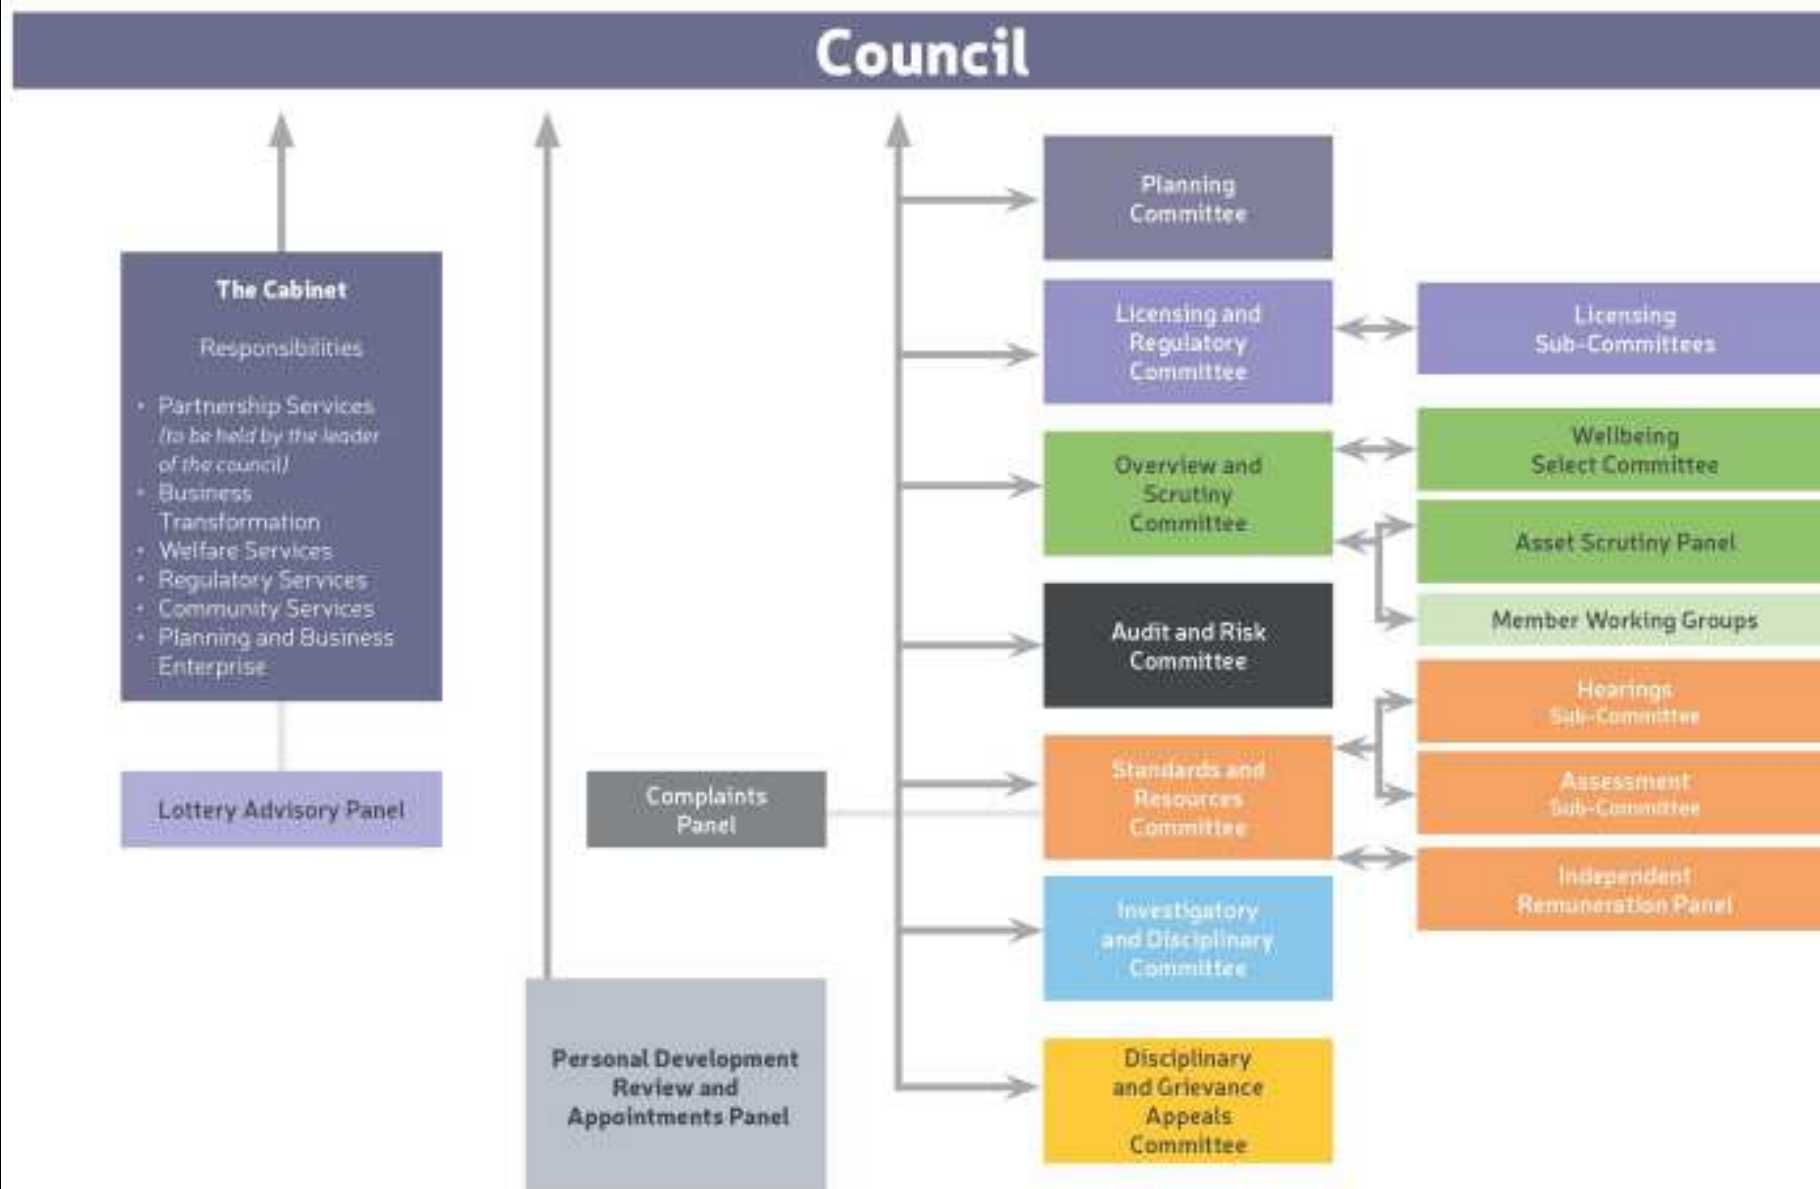 Council
The Cabinet
Responsibilities
• Partnership Services
(to be held by the leader
of the council)
• Business
Transformation
• Welfare Services
• Regulatory Services
• Community Services
• Planning and Business
Enterprise
Lottery Advisory Panel
Personal Development
Review and
Appointments Panel
Complaints
Panel
Planning
Committee
Licensing and
Regulatory
Committee
Licensing
Sub-Committees
Overview and
Scrutiny
Committee
Wellbeing
Select Committee
Asset Scrutiny Panel
Member Working Groups
Audit and Risk
Committee
Standards and
Resources
Committee
Hearings
Sub-Committee
Assessment
Sub-Committee
Independent
Remuneration Panel
Investigatory
and Disciplinary
Committee
Disciplinary
and Grievance
Appeals
Committee